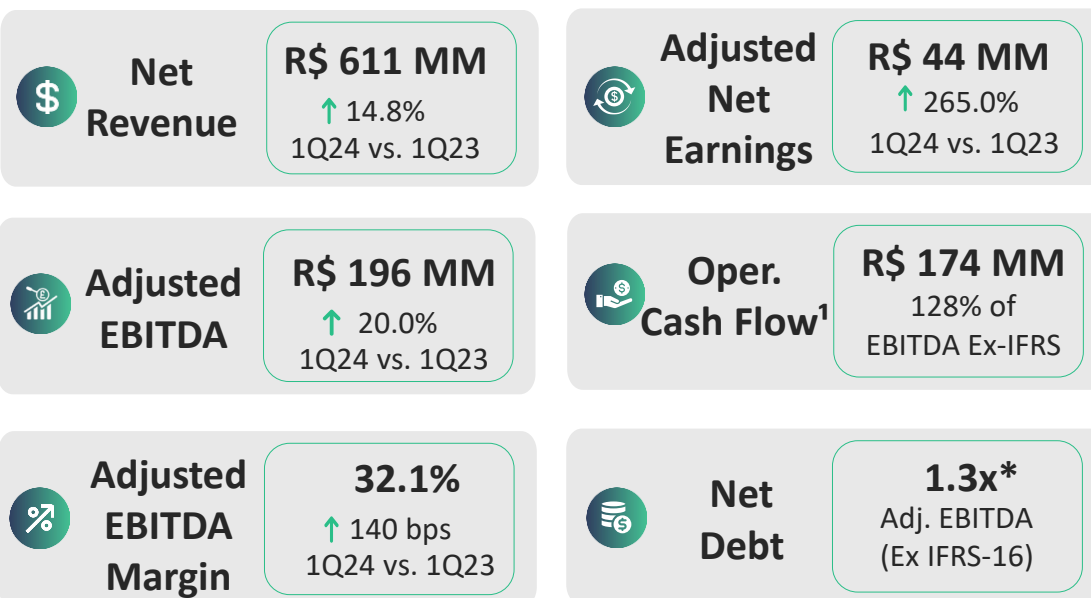 Net
Revenue
R$ 611 MM
↑ 14.8%
1Q24 vs. 1Q23
Adjusted
Net
Earnings
R$ 44 MM
↑ 265.0%
1Q24 vs. 1Q23
Adjusted
EBITDA
R$ 196 MM
↑ 20.0%
1Q24 vs. 1Q23
Oper.
Cash Flow¹
R$ 174 MM
128% of
EBITDA Ex-IFRS
Adjusted
EBITDA
Margin
32.1%
↑ 140 bps
1Q24 vs. 1Q23
Net
Debt
1.3x*
Adj. EBITDA
(Ex IFRS-16)